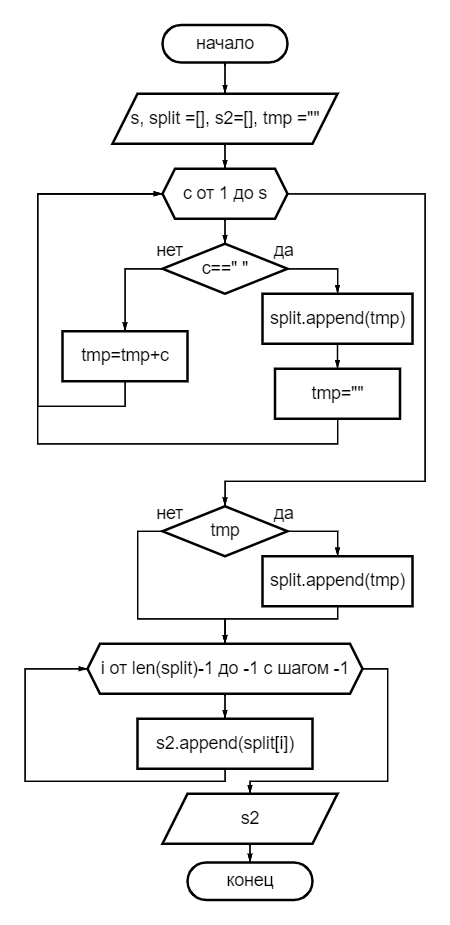 начало
s, split =[], s2=[], tmp =""
с от 1 до s
нет
да
c==" "
split.append(tmp)
tmp=tmp+c
tmp=""
нет
да
tmp
split.append(tmp)
i от len(split)-1 до -1 с шагом -1
s2.append(split[i])
s2
конец